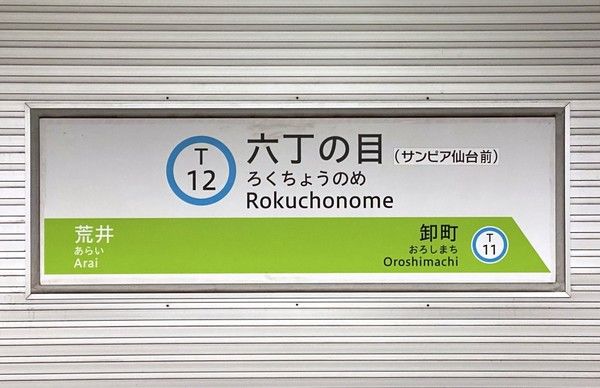 T
12
六丁の目 (サンピア仙台前)
ろくちょうのめ
Rokuchonome
荒井
あらい
Arai
卸町
おろしまち
Oroshimachi
T
11